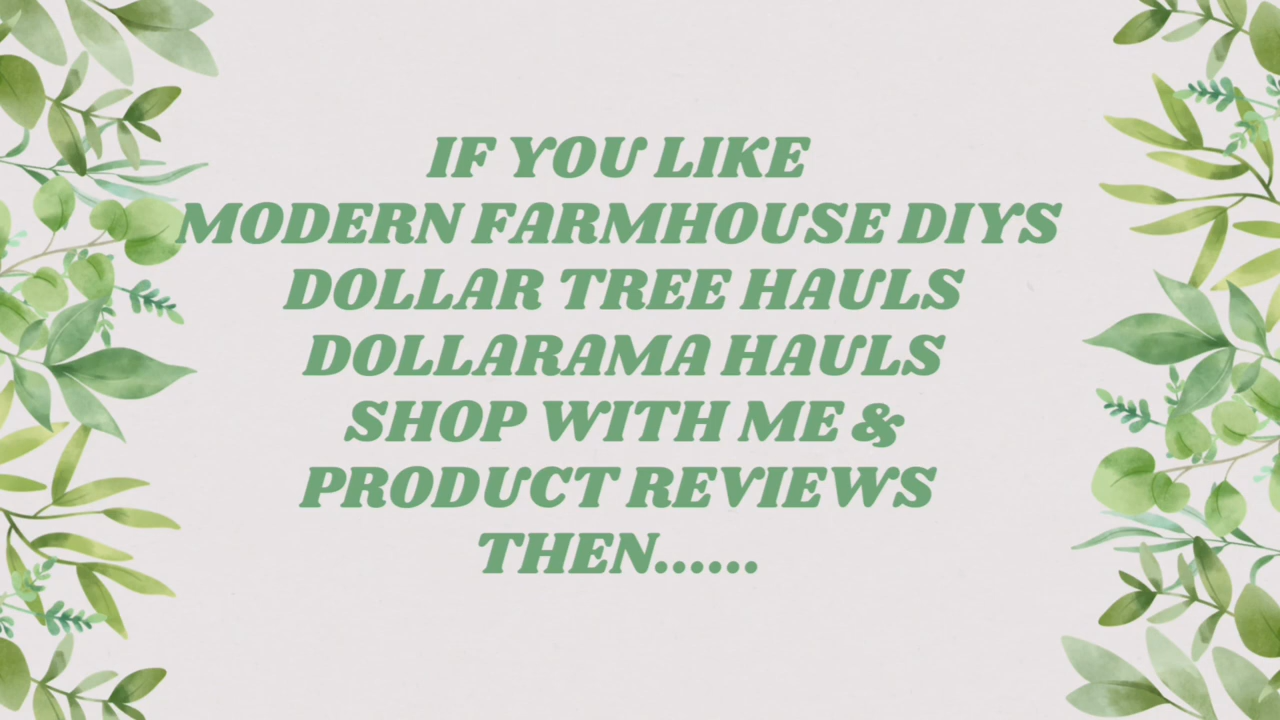 IF YOU LIKE
MODERN FARMHOUSE DIYS
DOLLAR TREE HAULS
DOLLARAMA HAULS
SHOP WITH ME &
PRODUCT REVIEWS
THEN......